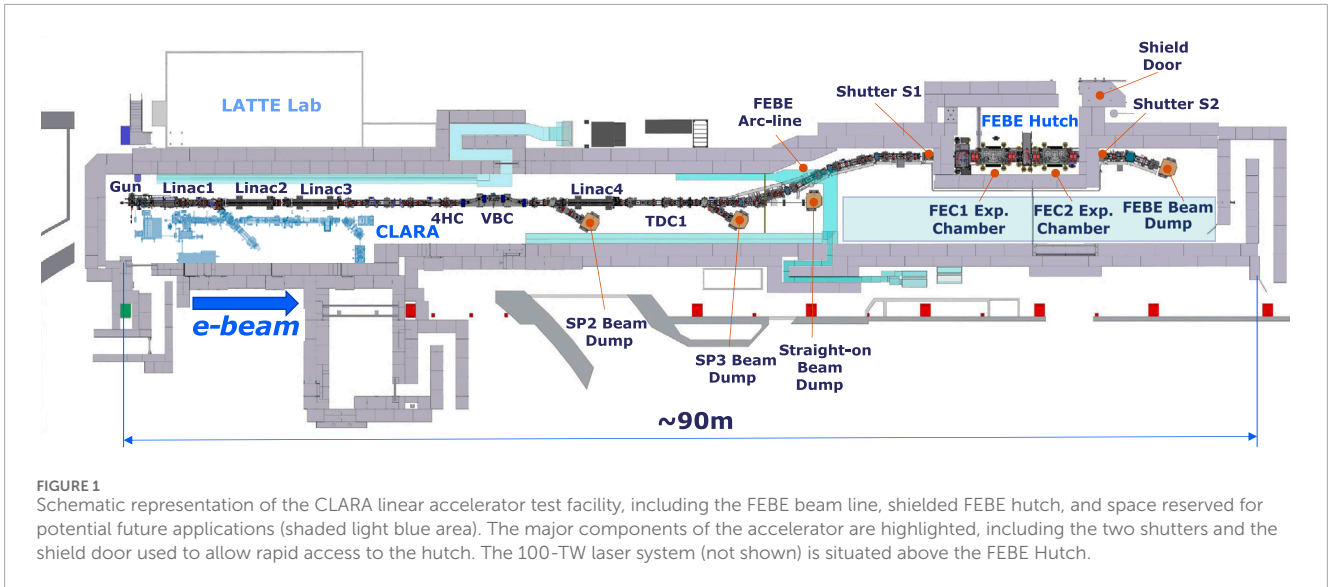 Shield
Door
LATTE Lab
FEBE
Arc-line
Shutter S1
FEBE Hutch
Shutter S2
Gun
Linac1
Linac2
Linac3
4HC
VBC
Linac4
TDC1
CLARA
FEC1 Exp.
Chamber
FEC2 Exp.
Chamber
FEBE Beam
Dump
e-beam
SP2 Beam
Dump
SP3 Beam
Dump
Straight-on
Beam
Dump
~90m
FIGURE 1
Schematic representation of the CLARA linear accelerator test facility, including the FEBE beam line, shielded FEBE hutch, and space reserved for
potential future applications (shaded light blue area). The major components of the accelerator are highlighted, including the two shutters and the
shield door used to allow rapid access to the hutch. The 100-TW laser system (not shown) is situated above the FEBE Hutch.